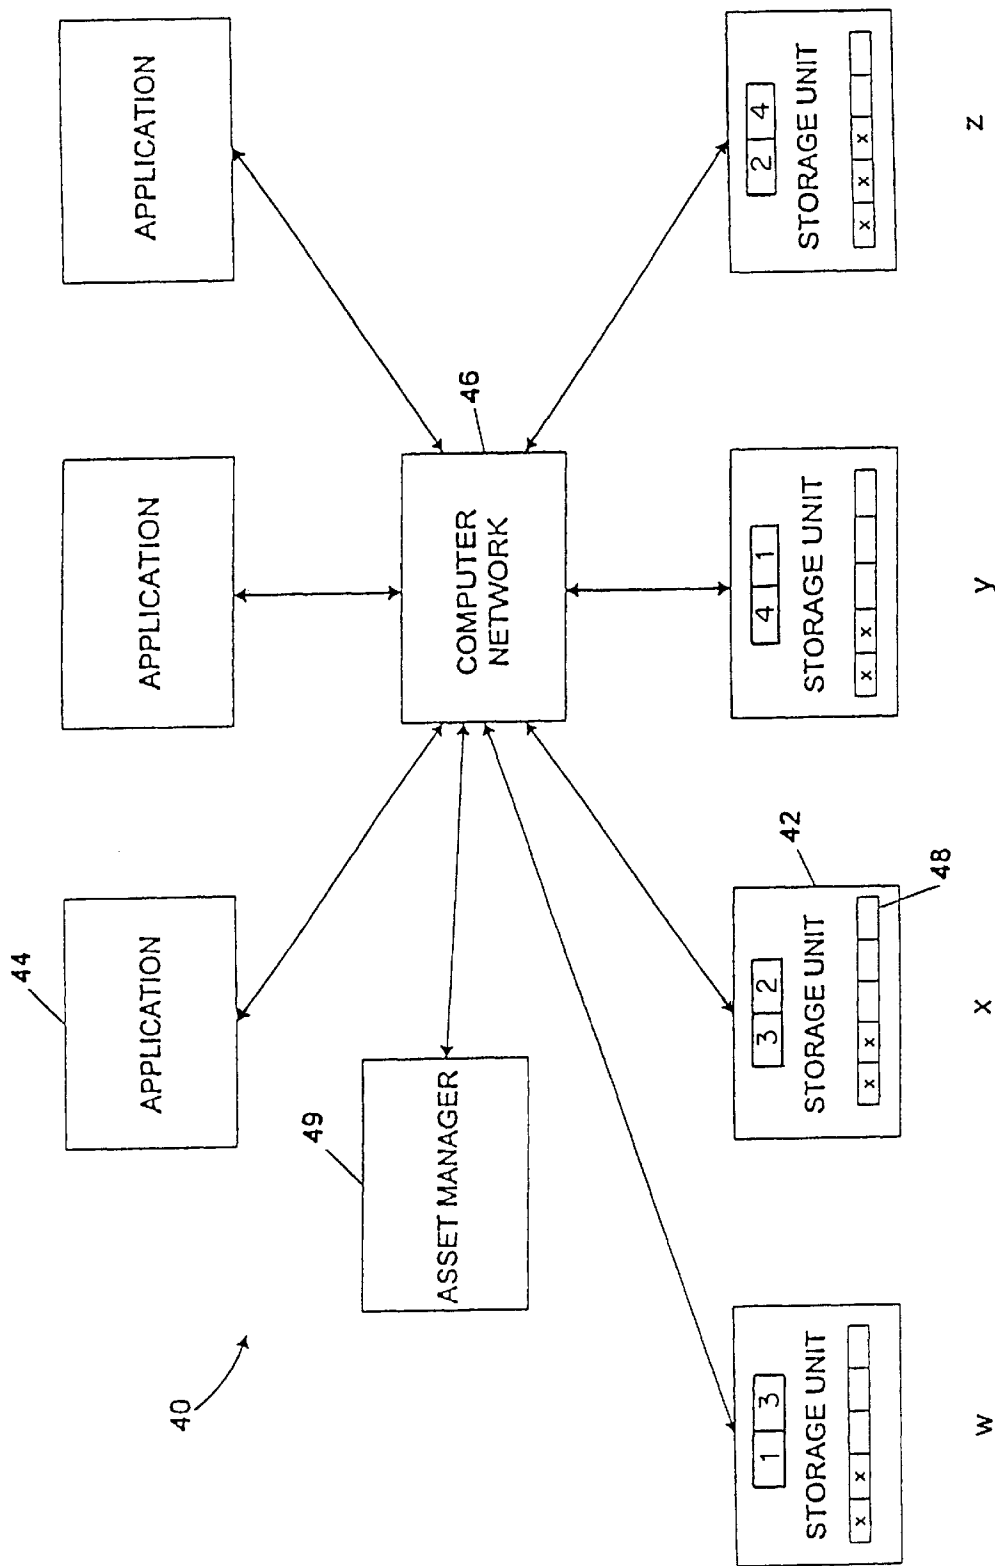 44
APPLICATION
APPLICATION
APPLICATION
40
49
ASSET MANAGER
46
COMPUTER
NETWORK
42
1 3
STORAGE UNIT
x x
3 2
STORAGE UNIT
x x
48
4 1
STORAGE UNIT
x x
2 4
STORAGE UNIT
x x x
w
x
y
z